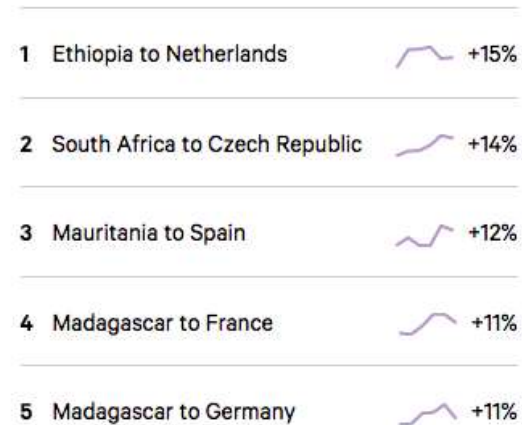 1 Ethiopia to Netherlands +15%
2 South Africa to Czech Republic +14%
3 Mauritania to Spain +12%
4 Madagascar to France +11%
5 Madagascar to Germany +11%